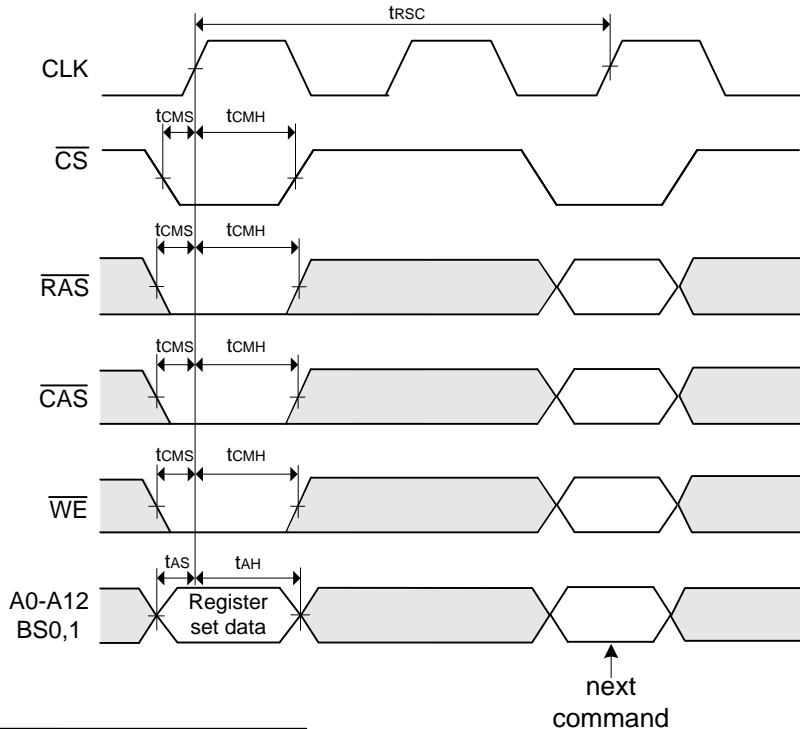 tRSC
CLK
tCMS tCMH
CS
tCMS tCMH
RAS
tCMS tCMH
CAS
tCMS tCMH
WE
tAS tAH
A0-A12
BS0,1
Register
set data
next
command